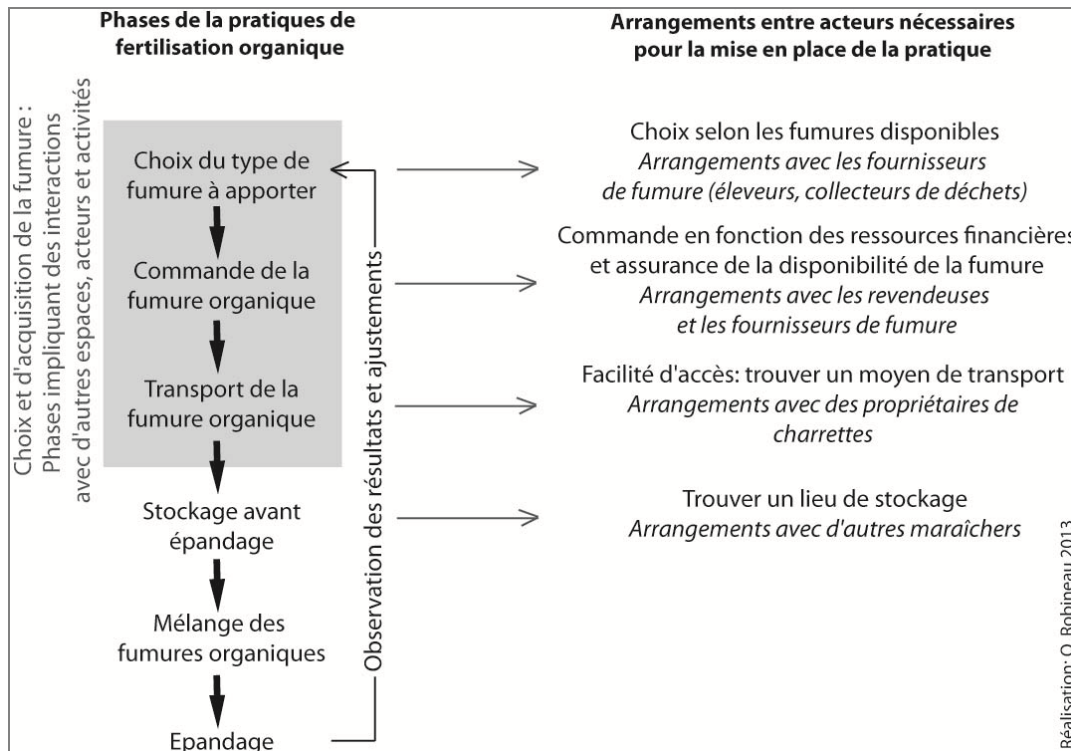 Phases de la pratiques de
fertilisation organique
Arrangements entre acteurs nécessaires
pour la mise en place de la pratique
Choix et d'acquisition de la fumure :
Phases impliquant des interactions
avec d'autres espaces, acteurs et activités
Choix du type de
fumure à apporter
Commande de la
fumure organique
Transport de la
fumure organique
Stockage avant
épandage
Mélange des
fumures organiques
Epandage
Observation des résultats et ajustements
Choix selon les fumures disponibles
Arrangements avec les fournisseurs
de fumure (éleveurs, collecteurs de déchets)
Commande en fonction des ressources financières
et assurance de la disponibilité de la fumure
Arrangements avec les revendeuses
et les fournisseurs de fumure
Facilité d'accès: trouver un moyen de transport
Arrangements avec des propriétaires de
charrettes
Trouver un lieu de stockage
Arrangements avec d'autres maraîchers
Réalisation: O. Robineau 2013